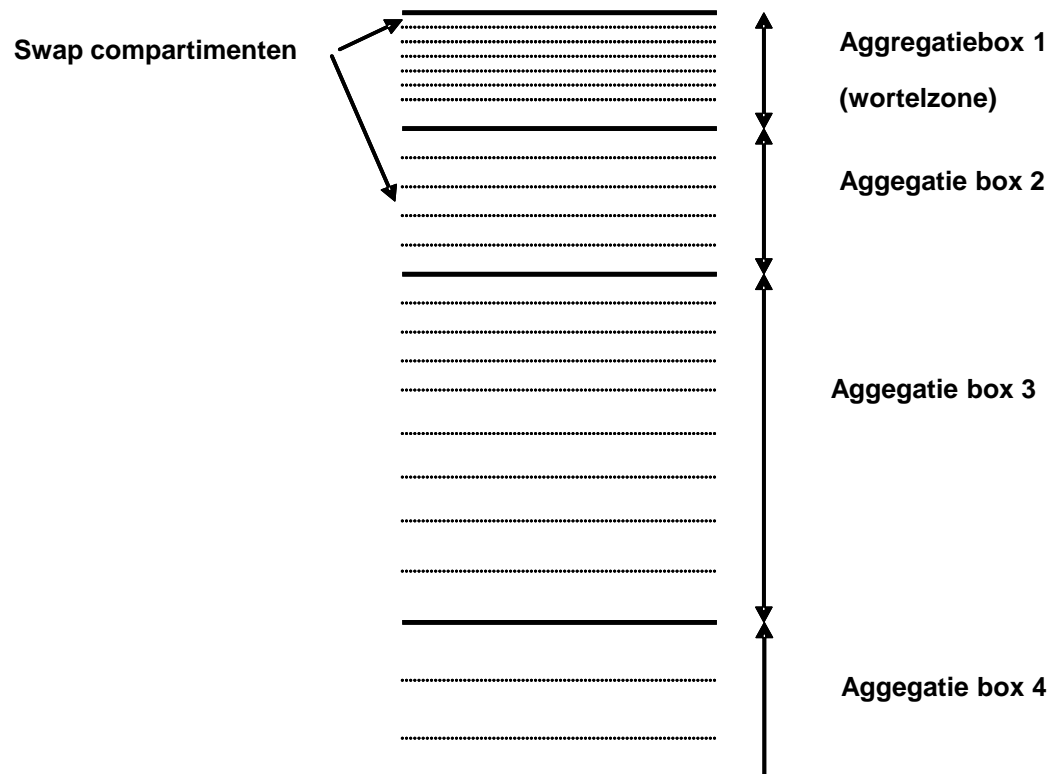 Swap compartimenten
Aggregatiebox 1
(wortelzone)
Aggegatie box 2
Aggegatie box 3
Aggegatie box 4